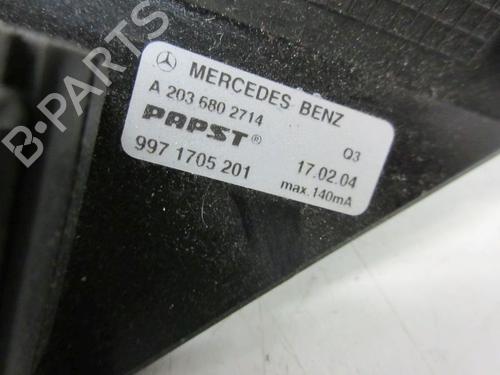 B-PARTS
MERCEDES BENZ
A 203 680 2714
PAPST®
Q3
997 1705 201
17.02.04
max. 140mA